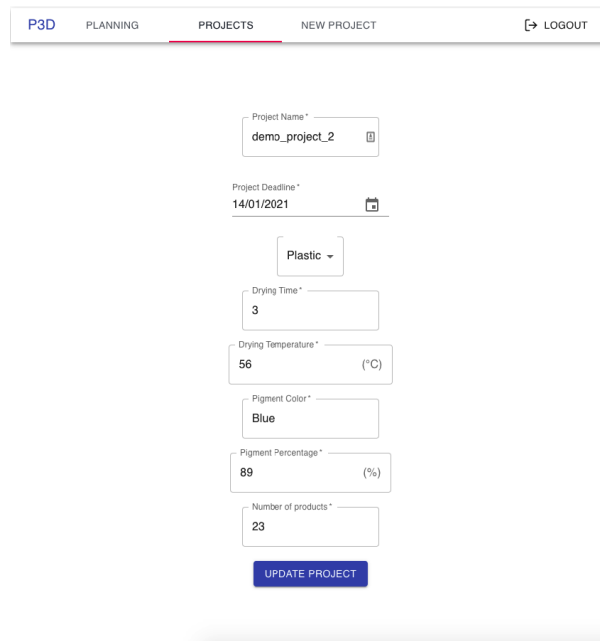 P3D PLANNING PROJECTS NEW PROJECT LOGOUT
Project Name *
demo_project_2
Project Deadline *
14/01/2021
Plastic
Drying Time *
3
Drying Temperature *
56 (°C)
Pigment Color *
Blue
Pigment Percentage *
89 (%)
Number of products *
23
UPDATE PROJECT